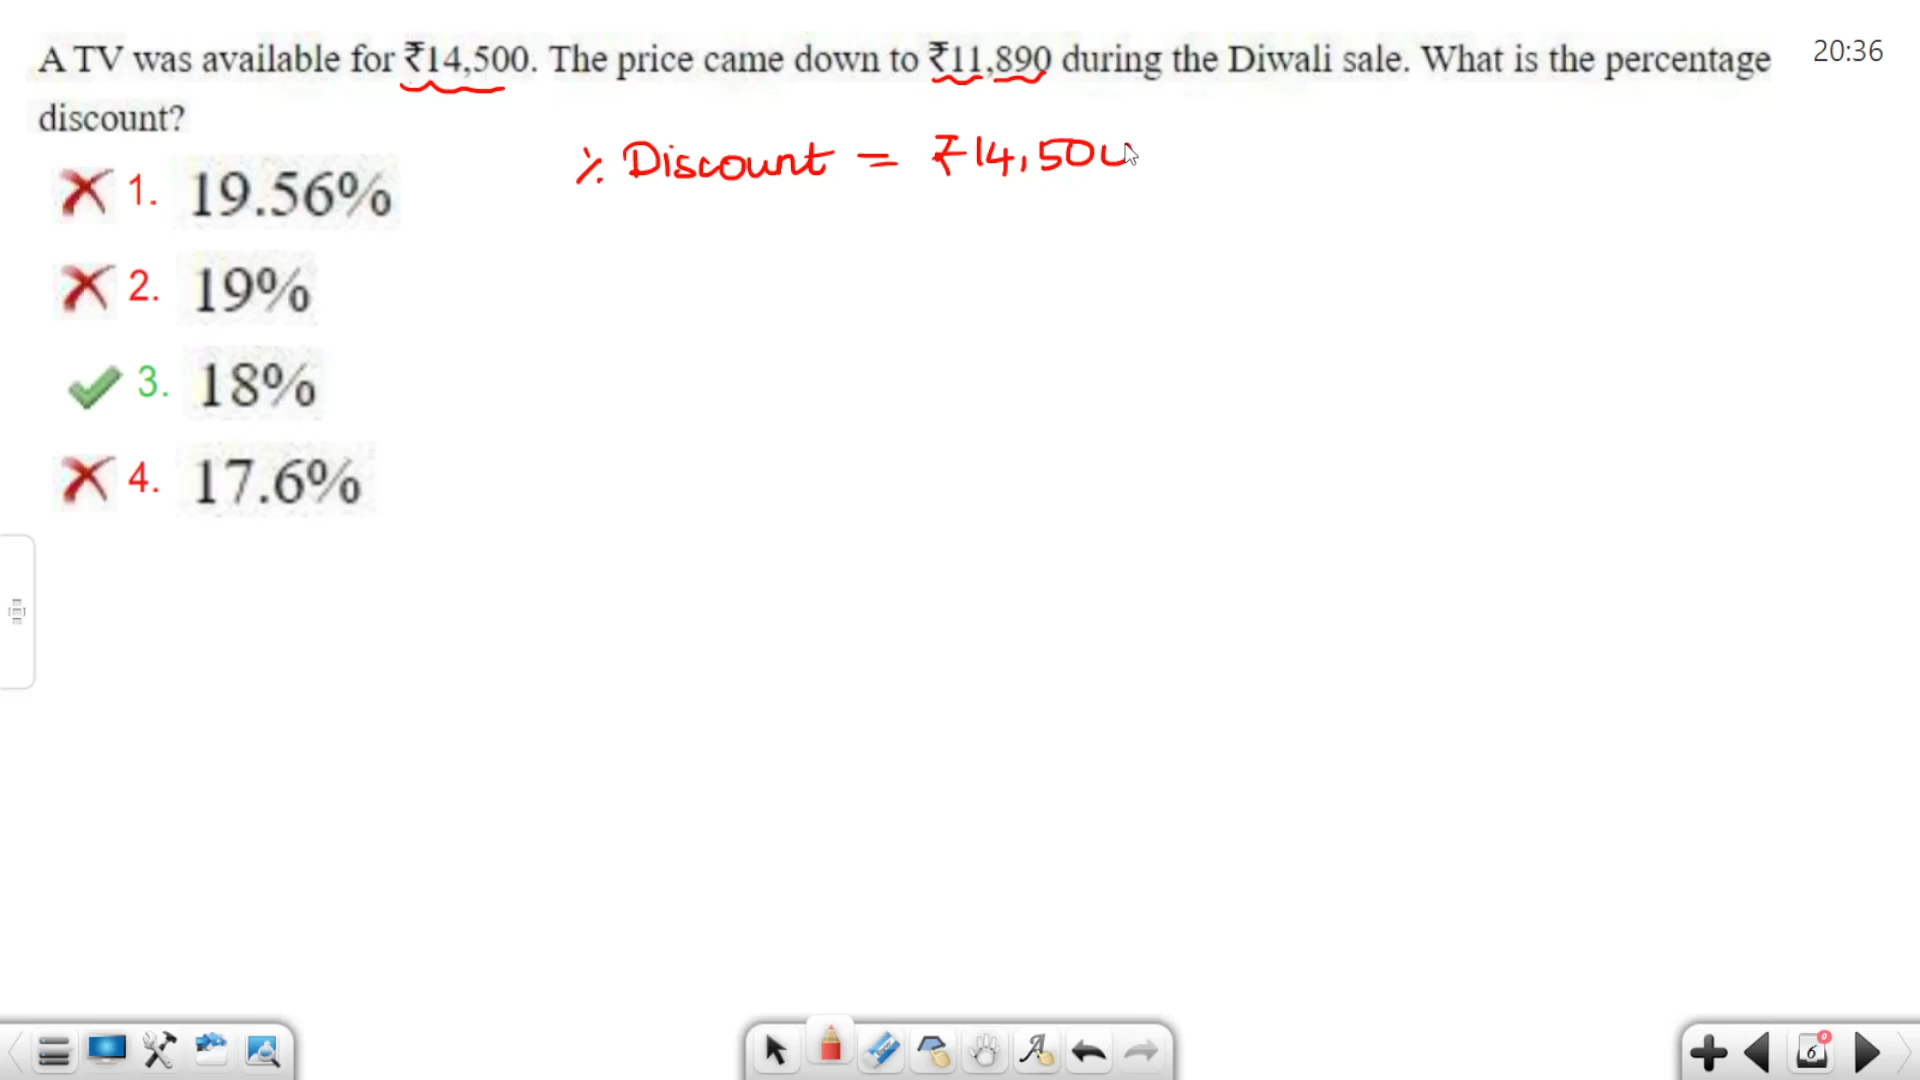 A TV was available for ₹14,500. The price came down to ₹11,890 during the Diwali sale. What is the percentage
discount?
20:36
% Discount = ₹14,500
1. 19.56%
2. 19%
3. 18%
4. 17.6%
6